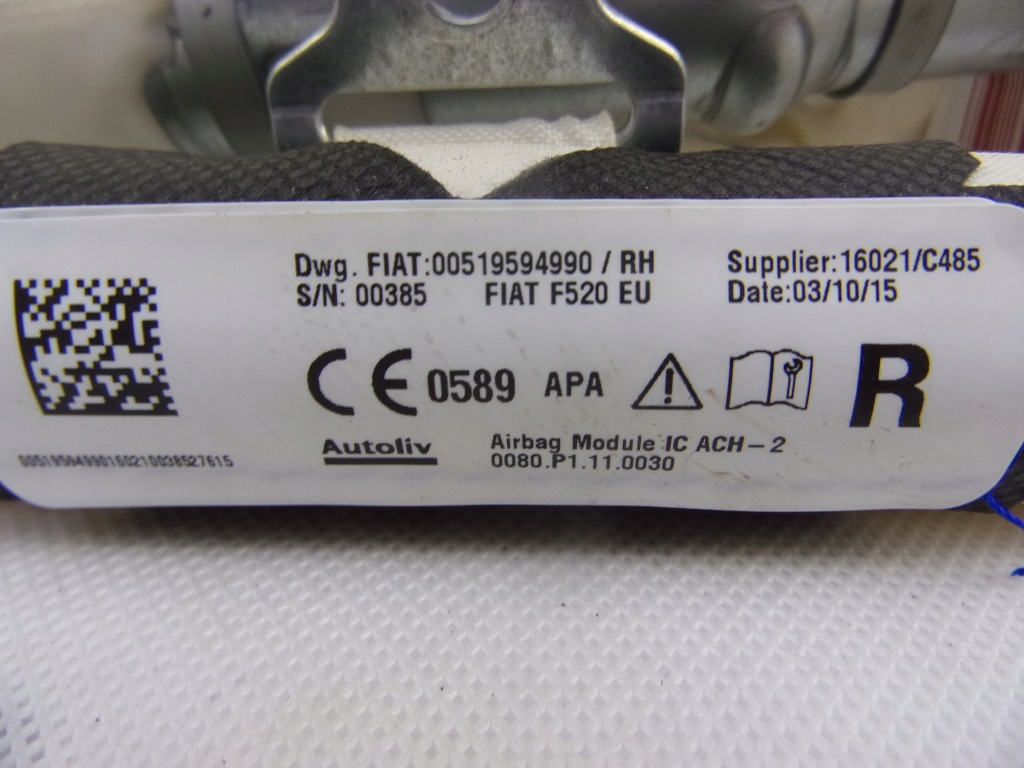 Dwg. FIAT:00519594990 / RH
S/N: 00385 FIAT F520 EU
Supplier:16021/C485
Date:03/10/15
CE 0589 APA
R
Autoliv
Airbag Module IC ACH-2
0080.P1.11.0030
00519594990160210038527615